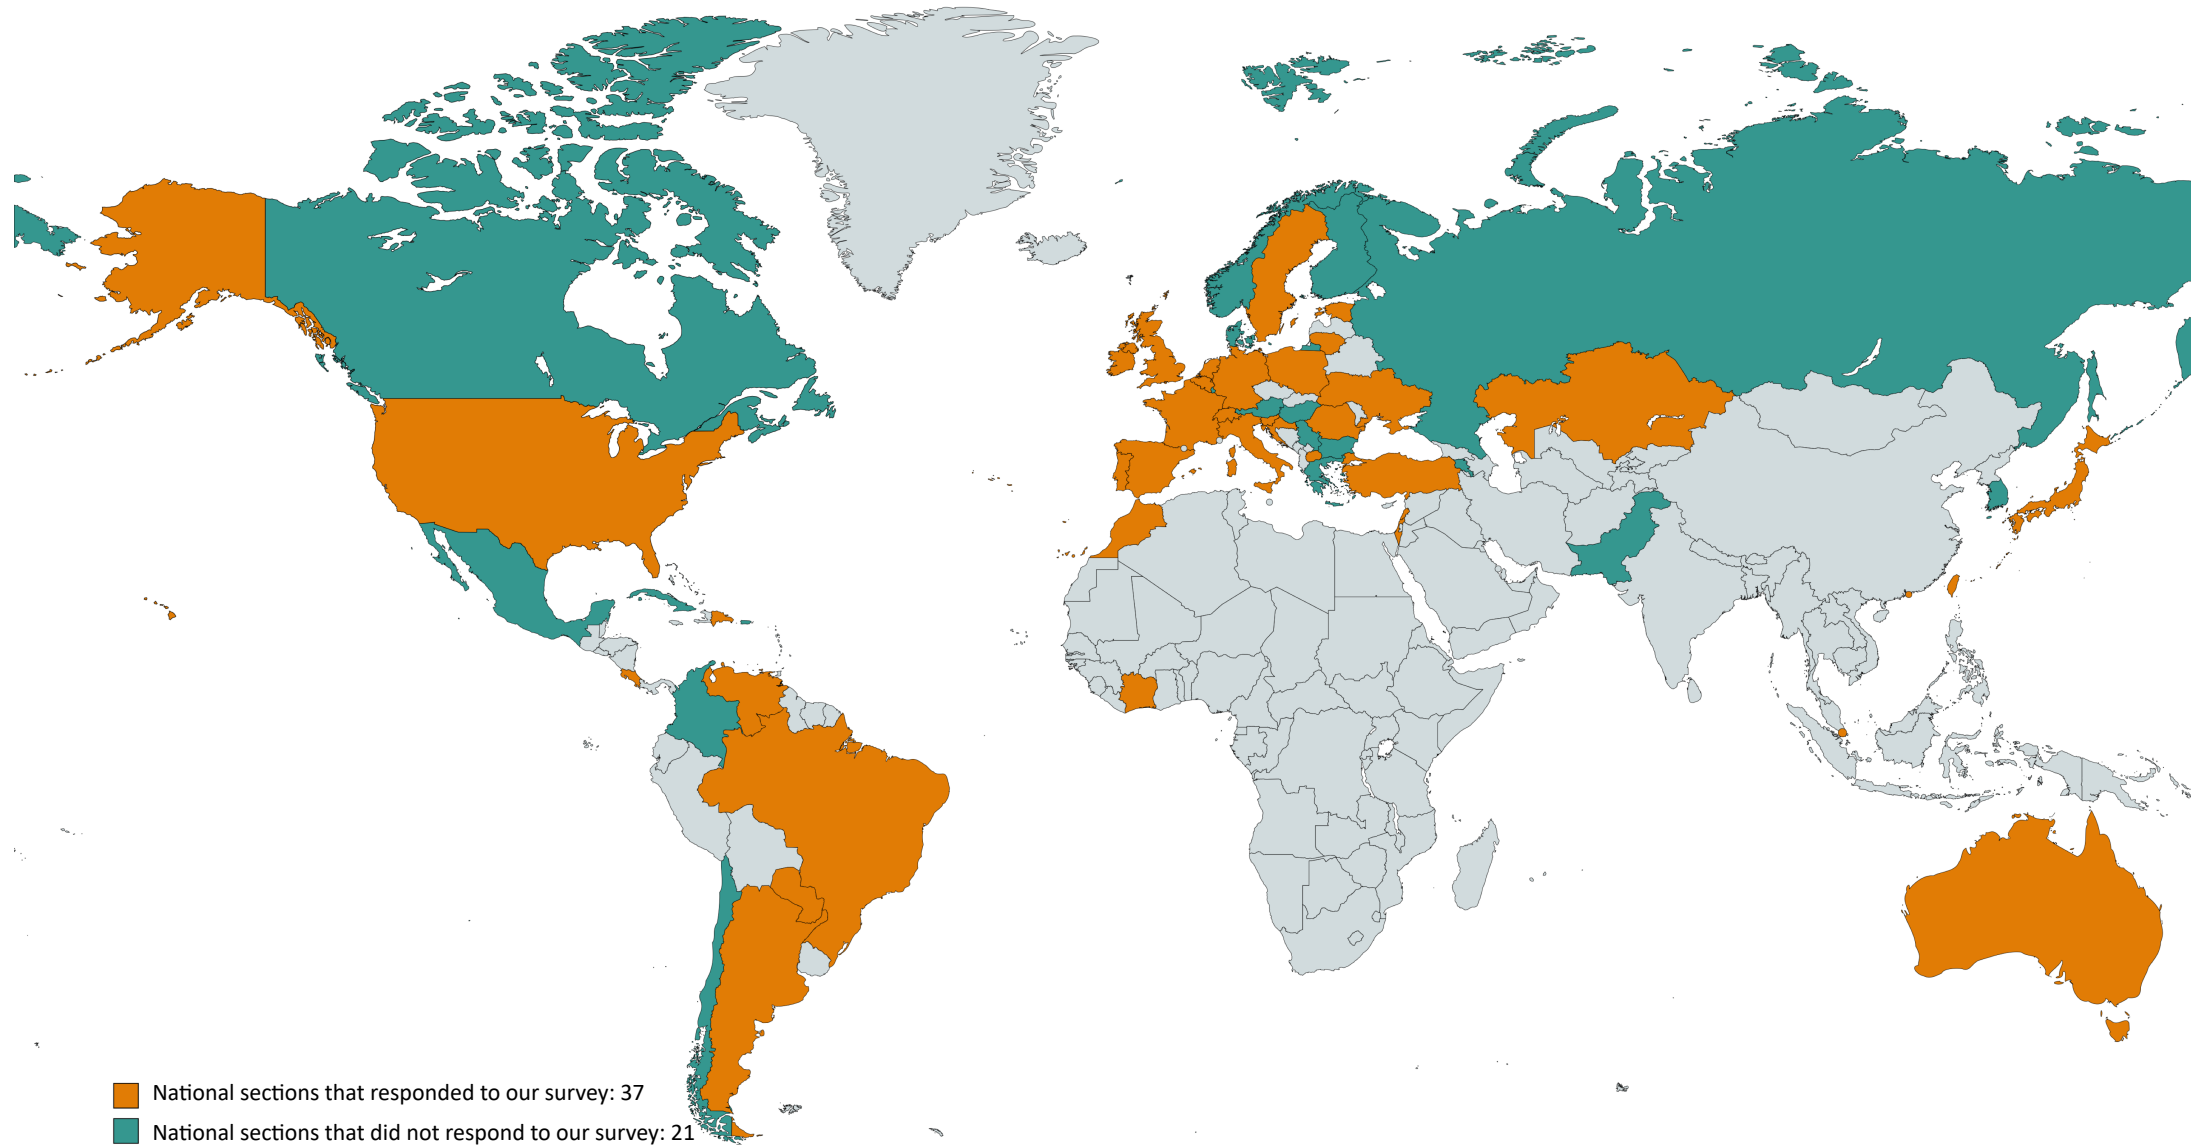 National sections that responded to our survey: 37
National sections that did not respond to our survey: 21